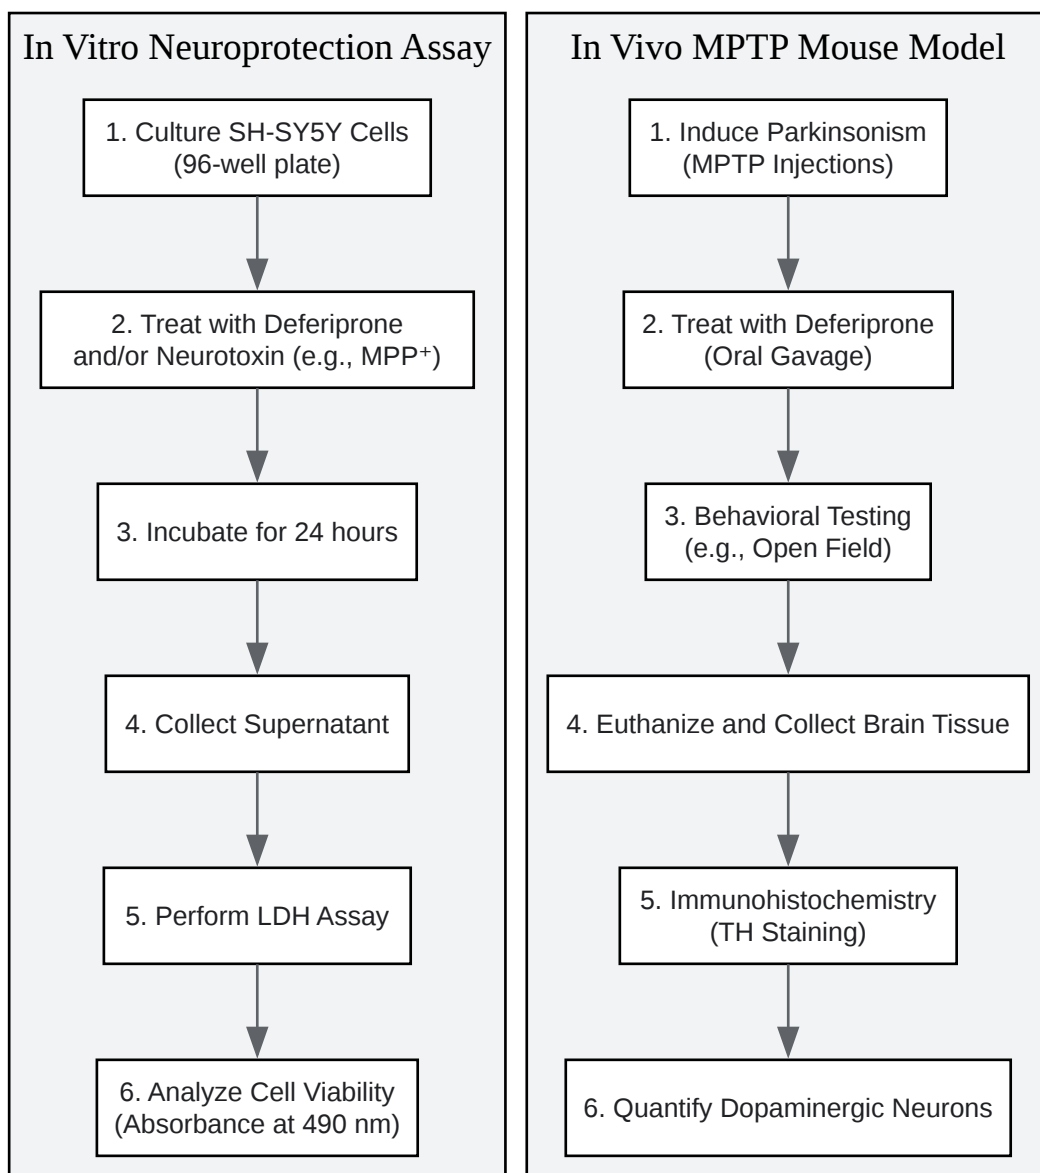 In Vitro Neuroprotection Assay
1. Culture SH-SY5Y Cells
(96-well plate)
2. Treat with Deferiprone
and/or Neurotoxin (e.g., MPP⁺)
3. Incubate for 24 hours
4. Collect Supernatant
5. Perform LDH Assay
6. Analyze Cell Viability
(Absorbance at 490 nm)
In Vivo MPTP Mouse Model
1. Induce Parkinsonism
(MPTP Injections)
2. Treat with Deferiprone
(Oral Gavage)
3. Behavioral Testing
(e.g., Open Field)
4. Euthanize and Collect Brain Tissue
5. Immunohistochemistry
(TH Staining)
6. Quantify Dopaminergic Neurons